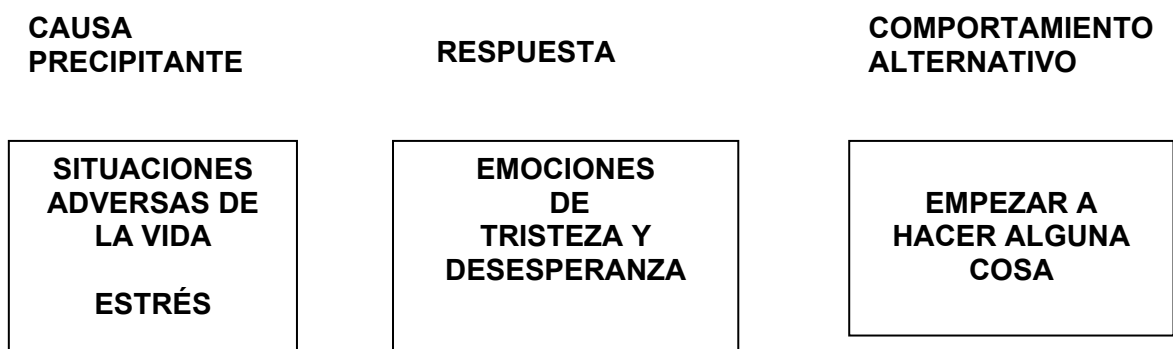 CAUSA
PRECIPITANTE
RESPUESTA
COMPORTAMIENTO
ALTERNATIVO
SITUACIONES
ADVERSAS DE
LA VIDA
ESTRÉS
EMOCIONES
DE
TRISTEZA Y
DESESPERANZA
EMPEZAR A
HACER ALGUNA
COSA